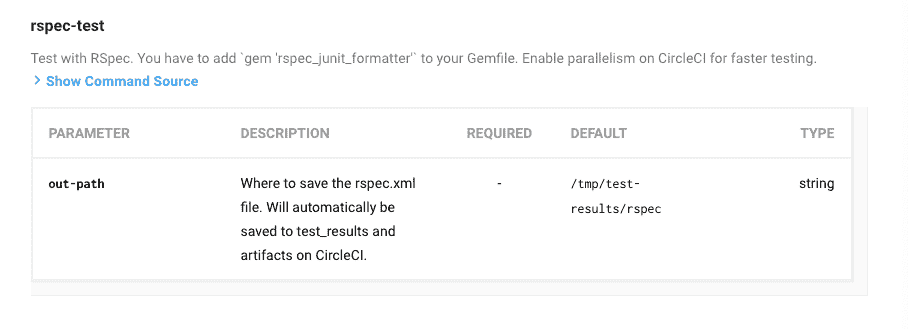 rspec-test
Test with RSpec. You have to add `gem 'rspec_junit_formatter'` to your Gemfile. Enable parallelism on CircleCI for faster testing.
Show Command Source
PARAMETER DESCRIPTION REQUIRED DEFAULT TYPE
out-path Where to save the rspec.xml - /tmp/test- string
file. Will automatically be results/rspec
saved to test_results and
artifacts on CircleCI.